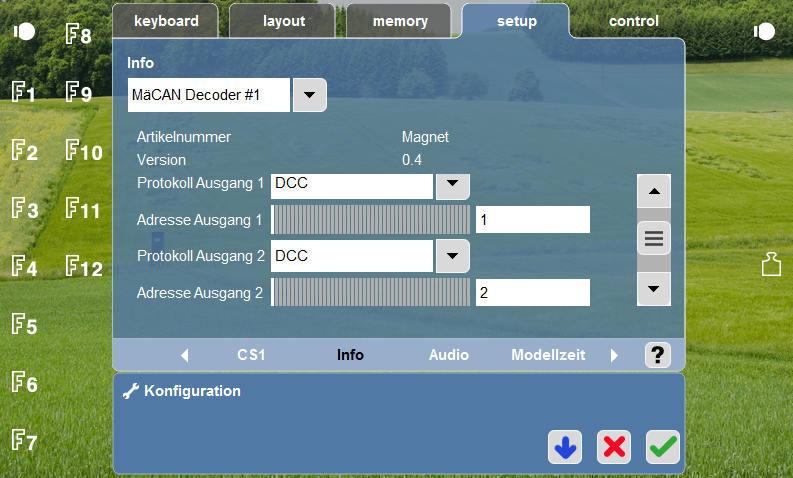 keyboard layout memory setup control
F8
Info
F1 F9
MäCAN Decoder #1
Artikelnummer Magnet
F2 F10
Version 0.4
Protokoll Ausgang 1 DCC
F3 F11
Adresse Ausgang 1 1
Protokoll Ausgang 2 DCC
F4 F12
Adresse Ausgang 2 2
F5
CS1 Info Audio Modellzeit ?
F6
Konfiguration
F7